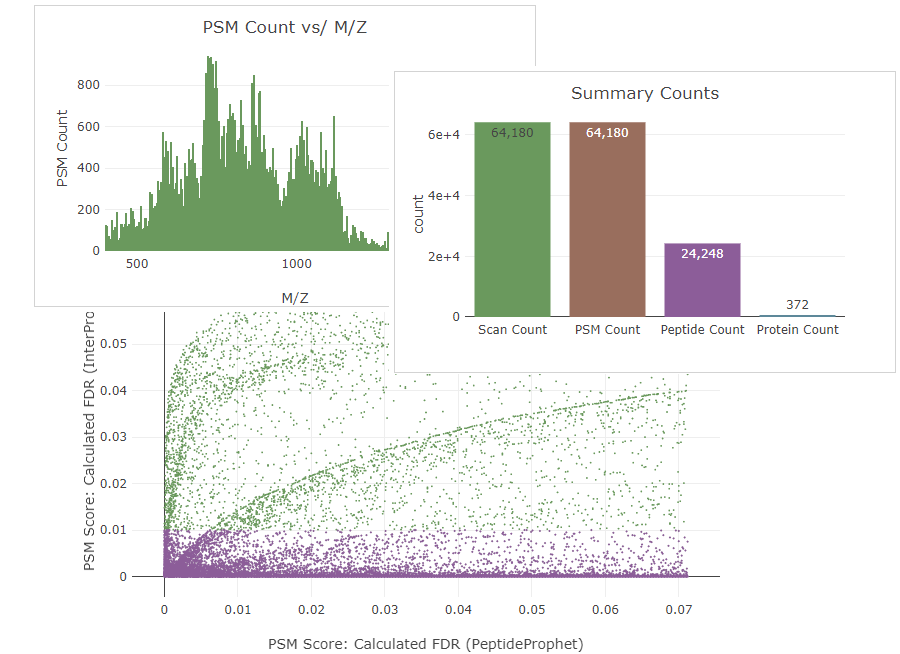 PSM Count vs/ M/Z
PSM Count
800
600
400
200
0
500
1000
M/Z
Summary Counts
count
6e+4
4e+4
2e+4
0
64,180
64,180
24,248
372
Scan Count
PSM Count
Peptide Count
Protein Count
PSM Score: Calculated FDR (InterPro
0.05
0.04
0.03
0.02
0.01
0
0
0.01
0.02
0.03
0.04
0.05
0.06
0.07
PSM Score: Calculated FDR (PeptideProphet)